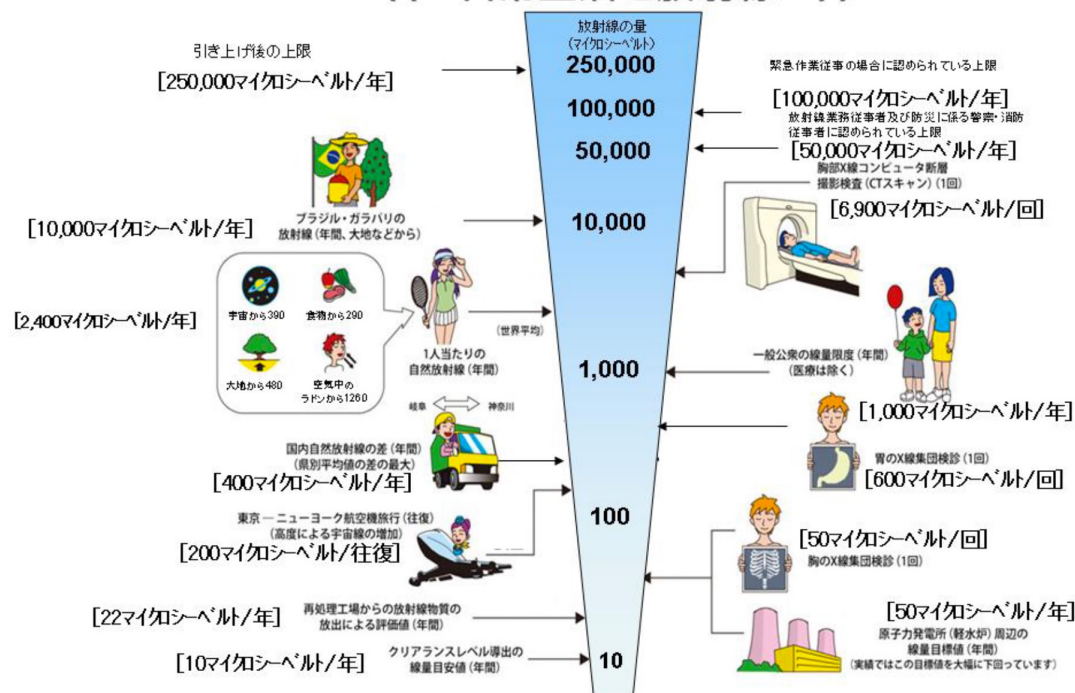 放射線の量
(マイクロシーベルト)
250,000
100,000
50,000
10,000
1,000
100
10
引き上げ後の上限
[250,000マイクロシーベルト/年]
ブラジル・ガラパリの
放射線(年間、大地などから)
[10,000マイクロシーベルト/年]
宇宙から390
食物から290
大地から480
空気中の
ラドンから1260
[2,400マイクロシーベルト/年]
(世界平均)
1人当たりの
自然放射線(年間)
岐阜
神奈川
国内自然放射線の差(年間)
(県別平均値の差の最大)
[400マイクロシーベルト/年]
東京―ニューヨーク航空機旅行(往復)
(高度による宇宙線の増加)
[200マイクロシーベルト/往復]
[22マイクロシーベルト/年]
再処理工場からの放射線物質の
放出による評価値(年間)
[10マイクロシーベルト/年]
クリアランスレベル導出の
線量目安値(年間)
緊急作業従事の場合に認められている上限
[100,000マイクロシーベルト/年]
放射線業務従事者及び防災に係る警察・消防
従事者に認められている上限
[50,000マイクロシーベルト/年]
胸部X線コンピュータ断層
撮影検査(CTスキャン)(1回)
[6,900マイクロシーベルト/回]
一般公衆の線量限度(年間)
(医療は除く)
[1,000マイクロシーベルト/年]
胃のX線集団検診(1回)
[600マイクロシーベルト/回]
[50マイクロシーベルト/回]
胸のX線集団検診(1回)
[50マイクロシーベルト/年]
原子力発電所(軽水炉)周辺の
線量目標値(年間)
(実績ではこの目標値を大幅に下回っています)